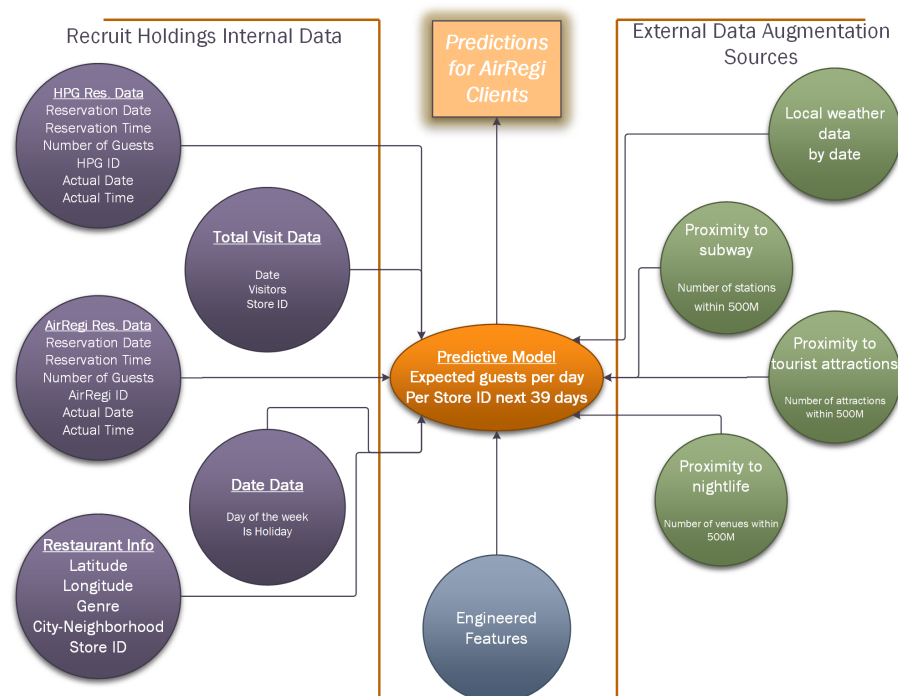 Recruit Holdings Internal Data
HPG Res. Data
Reservation Date
Reservation Time
Number of Guests
HPG ID
Actual Date
Actual Time
Total Visit Data
Date
Visitors
Store ID
AirRegi Res. Data
Reservation Date
Reservation Time
Number of Guests
AirRegi ID
Actual Date
Actual Time
Date Data
Day of the week
Is Holiday
Restaurant Info
Latitude
Longitude
Genre
City-Neighborhood
Store ID
Predictions
for AirRegi
Clients
Predictive Model
Expected guests per day
Per Store ID next 39 days
Engineered
Features
External Data Augmentation
Sources
Local weather
data
by date
Proximity to
subway
Number of stations
within 500M
Proximity to
tourist attractions
Number of attractions
within 500M
Proximity to
nightlife
Number of venues within
500M